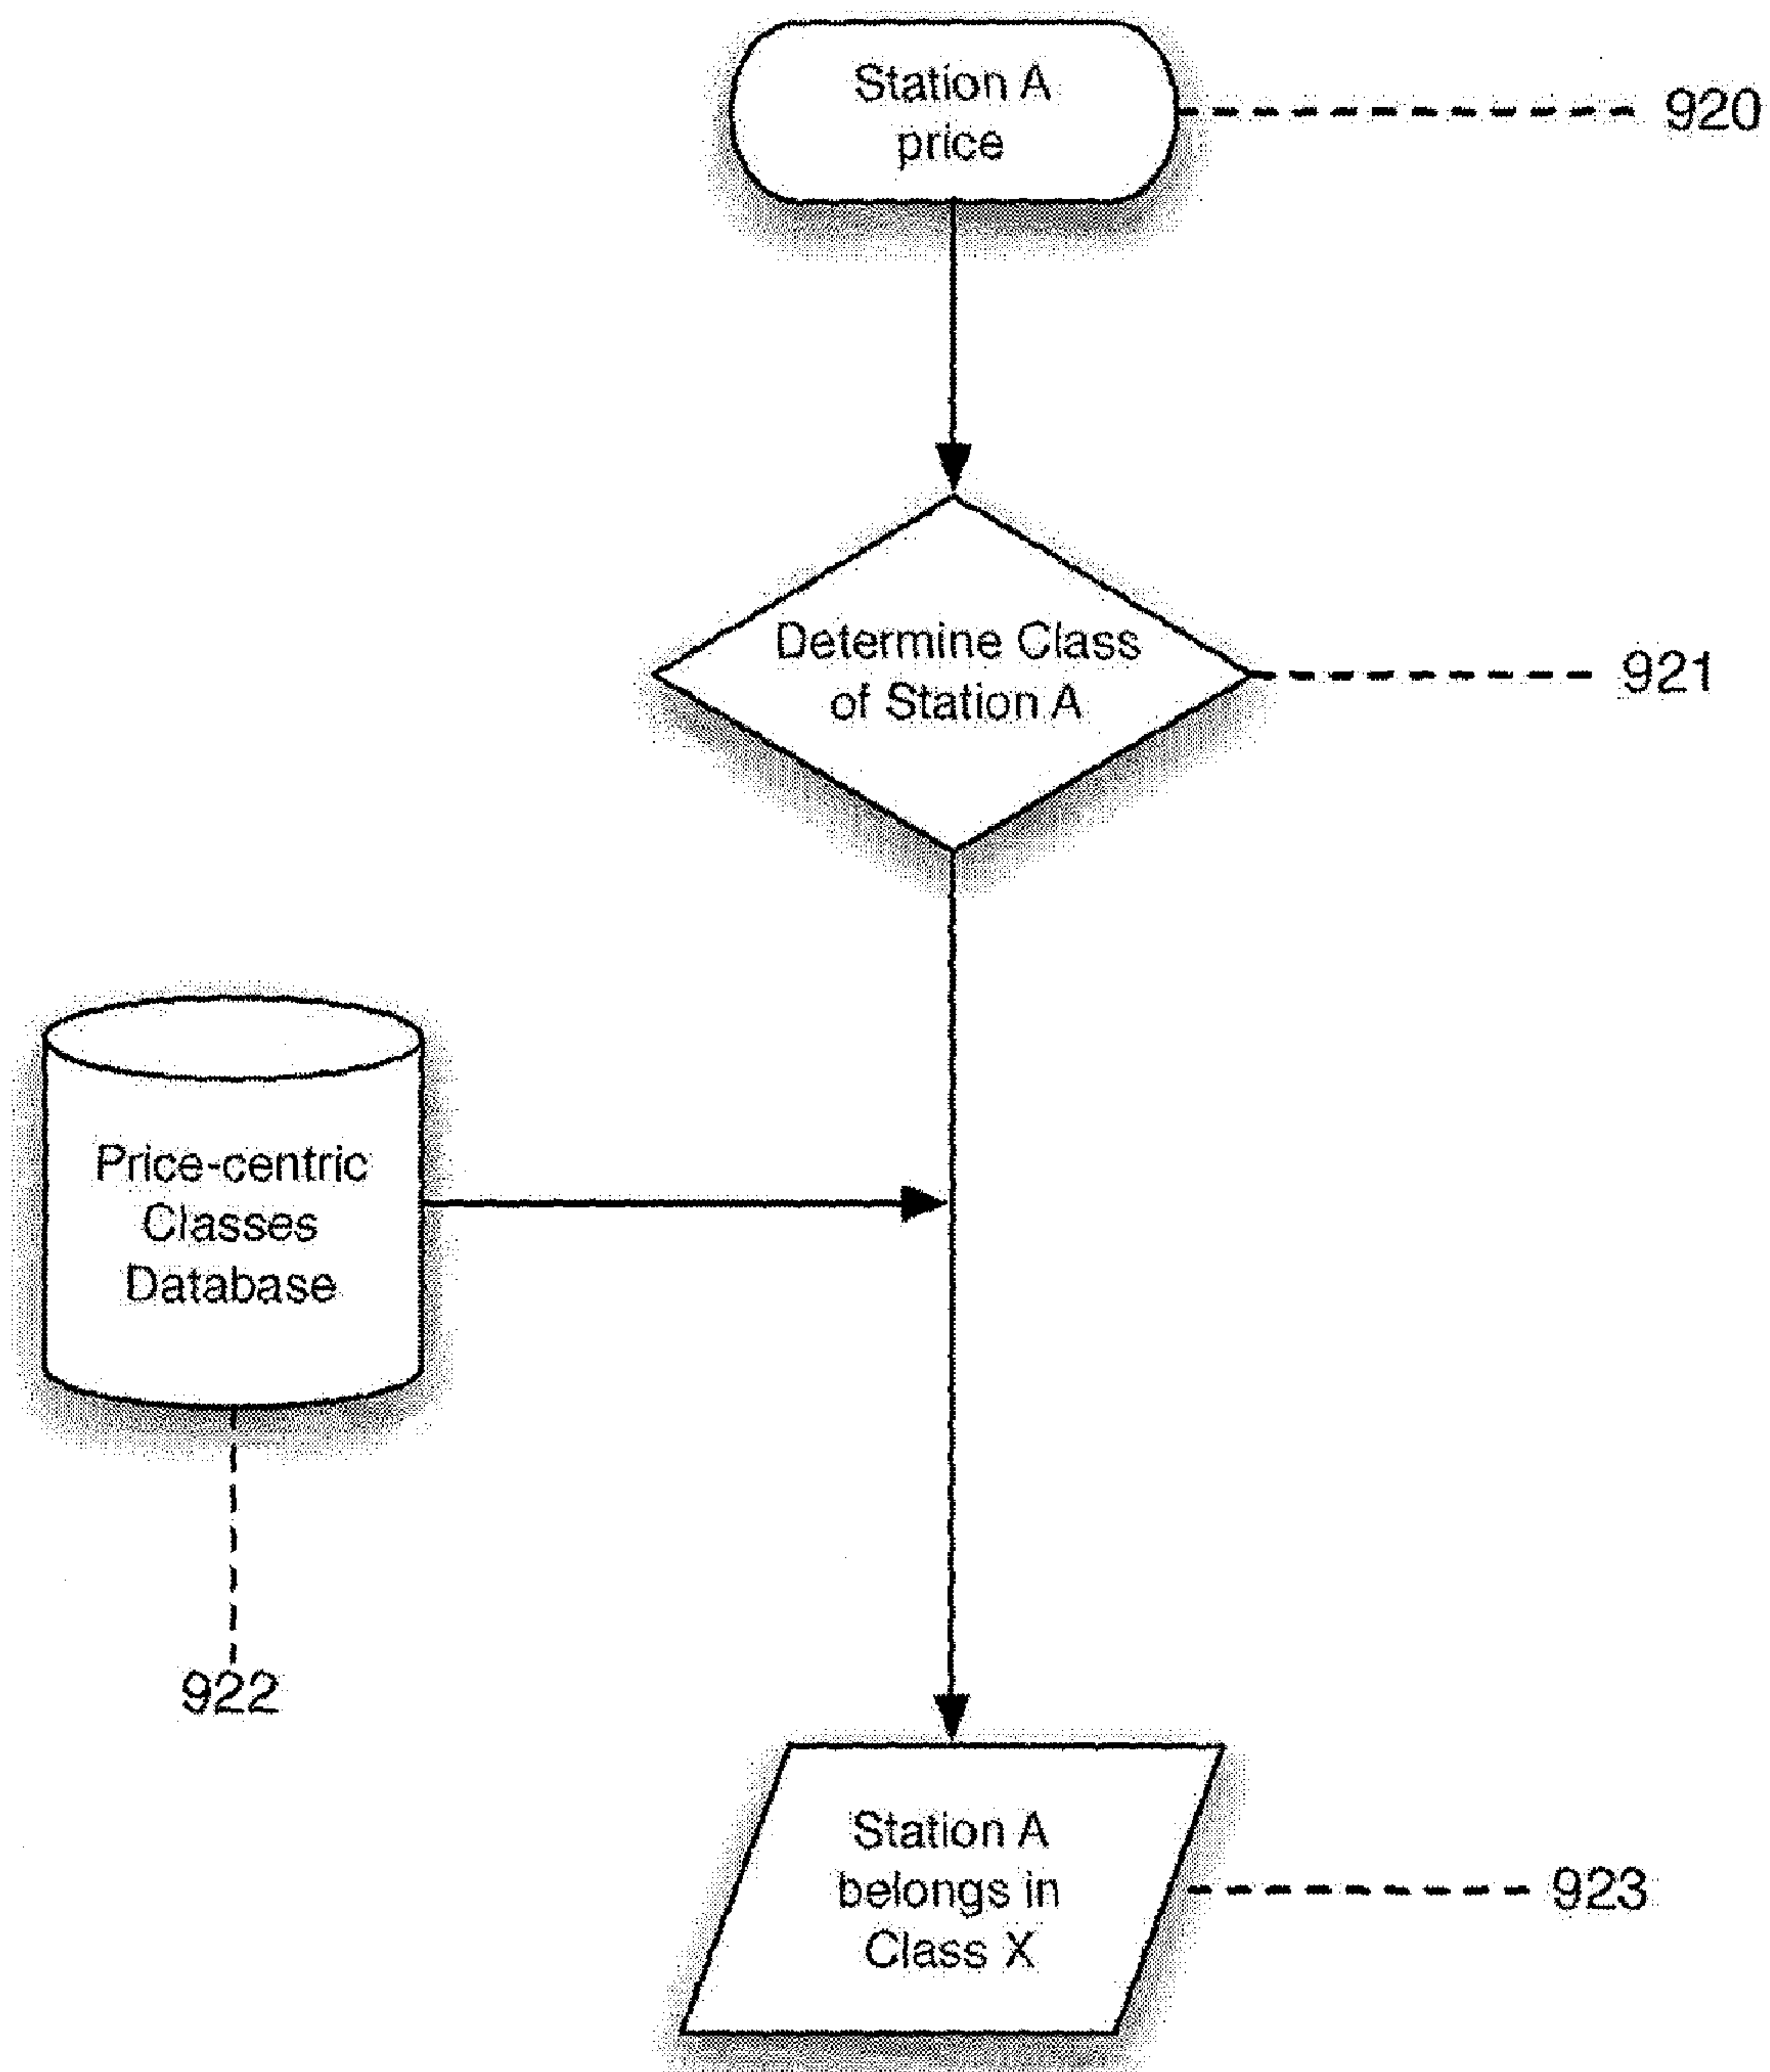 Station A
price
920
Determine Class
of Station A
921
Price-centric
Classes
Database
922
Station A
belongs in
Class X
923